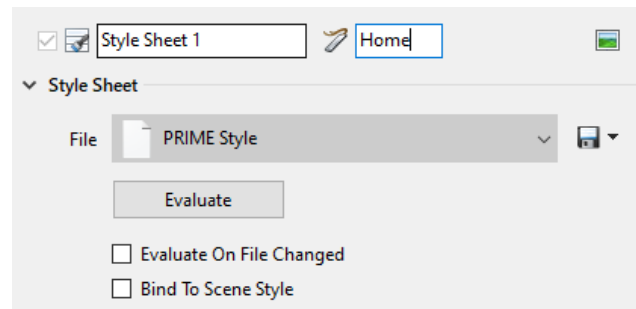 Style Sheet 1 Home
Style Sheet
File PRIME Style
Evaluate
Evaluate On File Changed
Bind To Scene Style